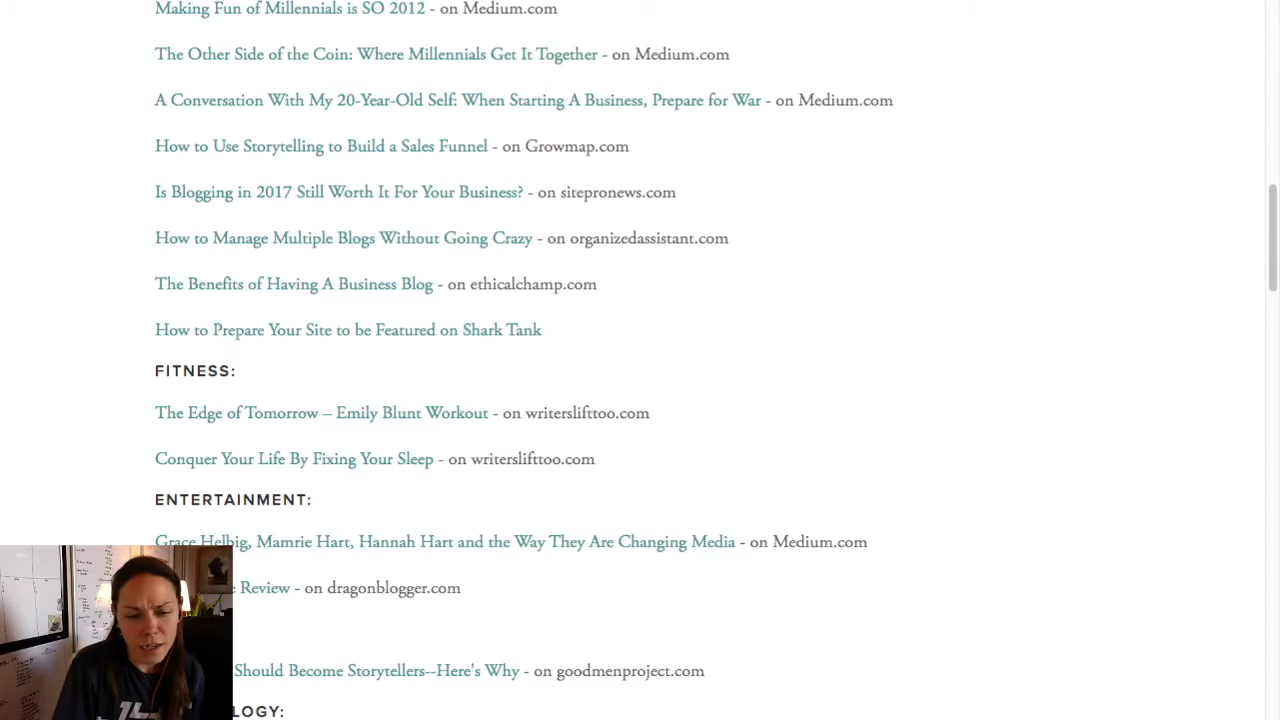 Making Fun of Millennials is SO 2012 - on Medium.com
The Other Side of the Coin: Where Millennials Get It Together - on Medium.com
A Conversation With My 20-Year-Old Self: When Starting A Business, Prepare for War - on Medium.com
How to Use Storytelling to Build a Sales Funnel - on Growmap.com
Is Blogging in 2017 Still Worth It For Your Business? - on sitepronews.com
How to Manage Multiple Blogs Without Going Crazy - on organizedassistant.com
The Benefits of Having A Business Blog - on ethicalchamp.com
How to Prepare Your Site to be Featured on Shark Tank
FITNESS:
The Edge of Tomorrow – Emily Blunt Workout - on writerslifttoo.com
Conquer Your Life By Fixing Your Sleep - on writerslifttoo.com
ENTERTAINMENT:
Grace Helbig, Mamrie Hart, Hannah Hart and the Way They Are Changing Media - on Medium.com
Review - on dragonblogger.com
Should Become Storytellers--Here's Why - on goodmenproject.com
LOGY: